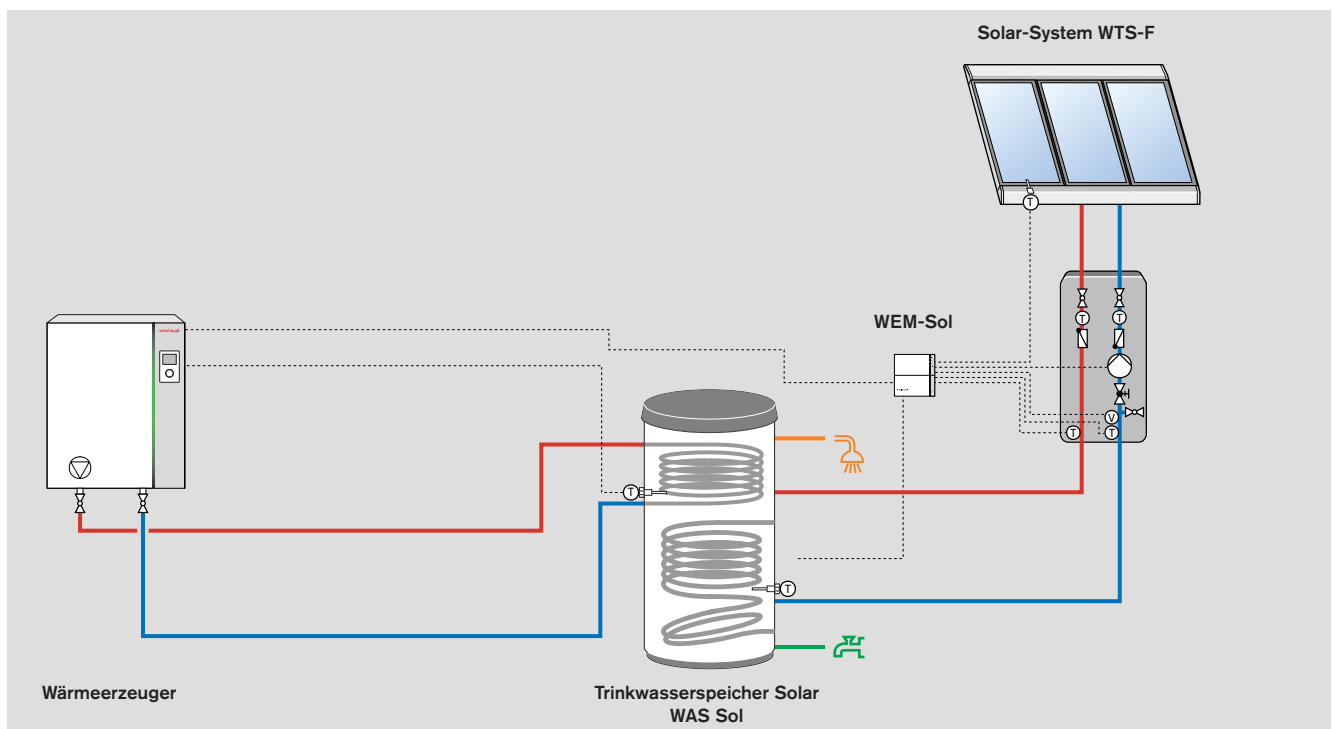 Solar-System WTS-F
T
T
T
WEM-Sol
V
T
T
T
T
Wärmeerzeuger
Trinkwasserspeicher Solar
WAS Sol